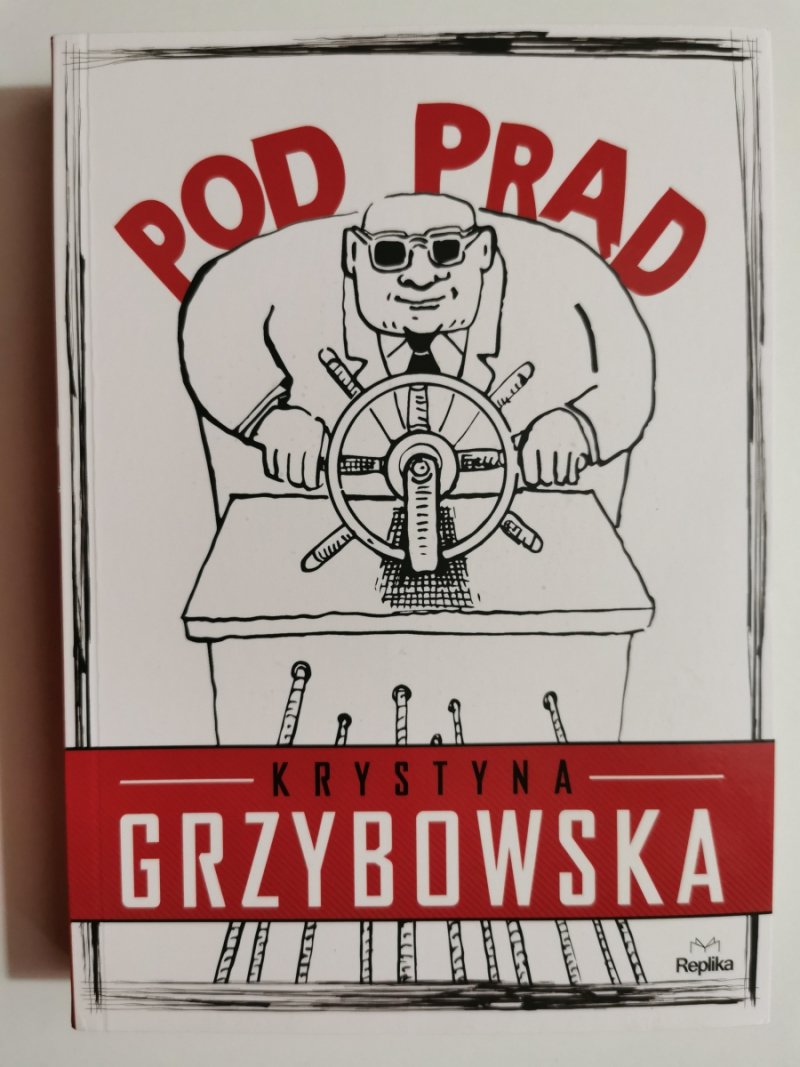 POD PRĄD
KRYSTYNA
GRZYBOWSKA
Replika